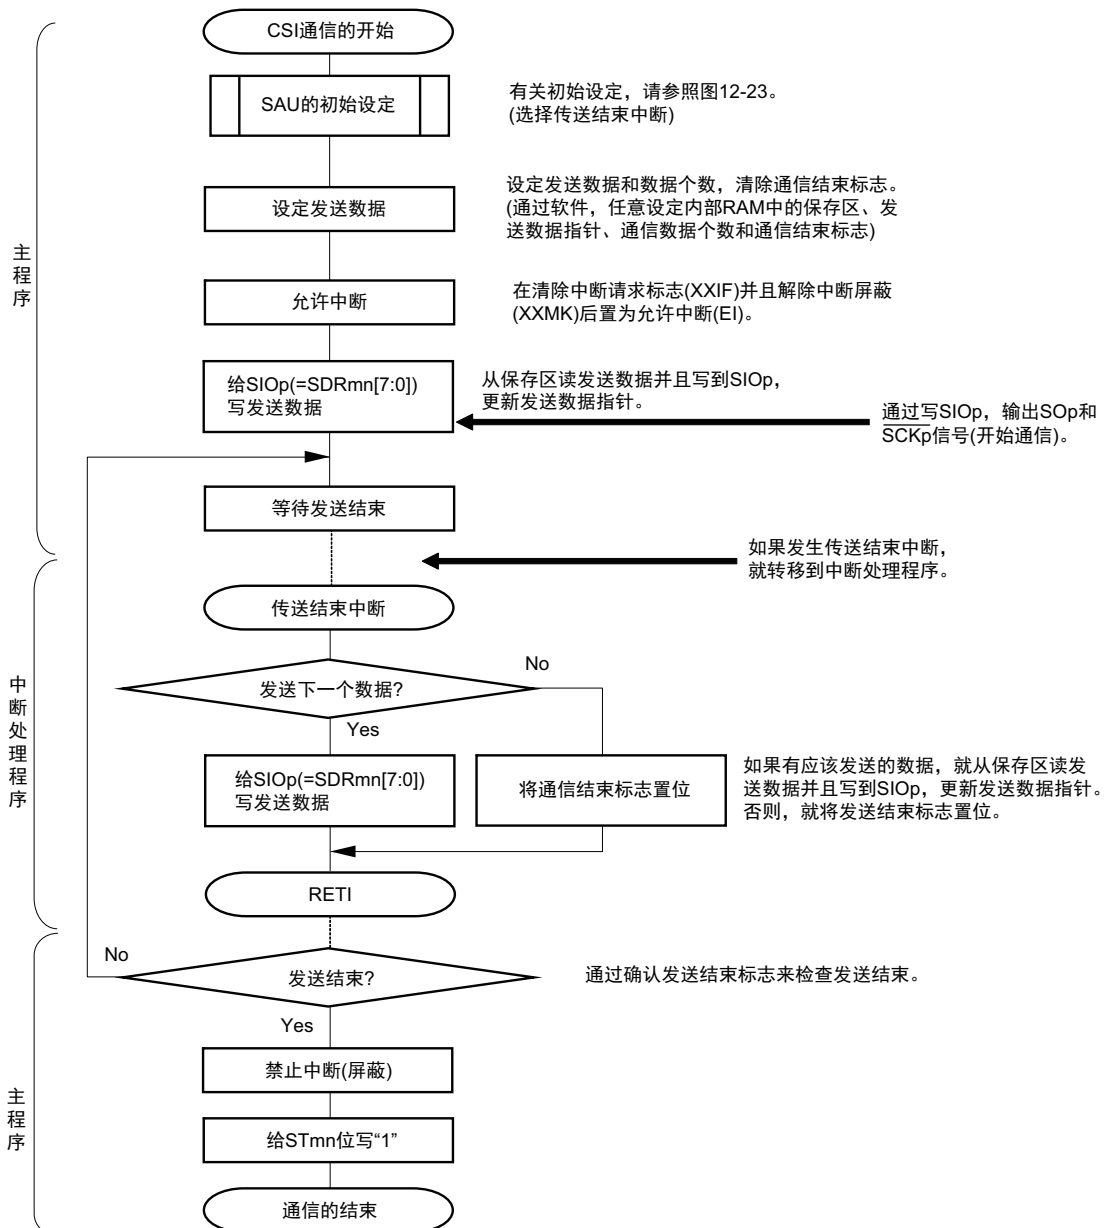 CSI通信的开始
SAU的初始设定
有关初始设定，请参照图12-23。
(选择传送结束中断)
设定发送数据
设定发送数据和数据个数，清除通信结束标志。
(通过软件，任意设定内部RAM中的保存区、发
送数据指针、通信数据个数和通信结束标志)
主程序
允许中断
在清除中断请求标志(XXIF)并且解除中断屏蔽
(XXMK)后置为允许中断(EI)。
给SIOp(=SDRmn[7:0])
写发送数据
从保存区读发送数据并且写到SIOp，
更新发送数据指针。
通过写SIOp，输出SOp和
SCKp信号(开始通信)。
等待发送结束
如果发生传送结束中断，
就转移到中断处理程序。
传送结束中断
中断处理程序
发送下一个数据?
No
Yes
给SIOp(=SDRmn[7:0])
写发送数据
将通信结束标志置位
如果有应该发送的数据，就从保存区读发
送数据并且写到SIOp，更新发送数据指针。
否则，就将发送结束标志置位。
RETI
No
发送结束?
通过确认发送结束标志来检查发送结束。
Yes
主程序
禁止中断(屏蔽)
给STmn位写“1”
通信的结束